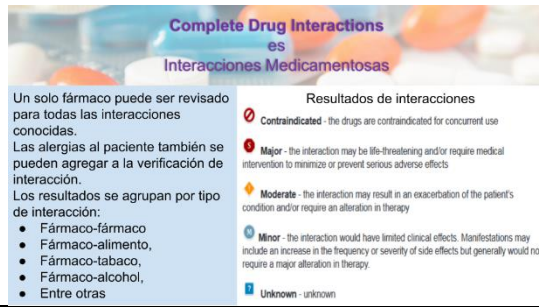 Complete Drug Interactions
es
Interacciones Medicamentosas
Un solo fármaco puede ser revisado
para todas las interacciones
conocidas.
Las alergias al paciente también se
pueden agregar a la verificación de
interacción.
Los resultados se agrupan por tipo
de interacción:
● Fármaco-fármaco
● Fármaco-alimento,
● Fármaco-tabaco,
● Fármaco-alcohol,
● Entre otras
Resultados de interacciones
Contraindicated - the drugs are contraindicated for concurrent use
Major - the interaction may be life-threatening and/or require medical
intervention to minimize or prevent serious adverse effects
Moderate - the interaction may result in an exacerbation of the patient's
condition and/or require an alteration in therapy
Minor - the interaction would have limited clinical effects. Manifestations may
include an increase in the frequency or severity of side effects but generally would no
require a major alteration in therapy.
? Unknown - unknown